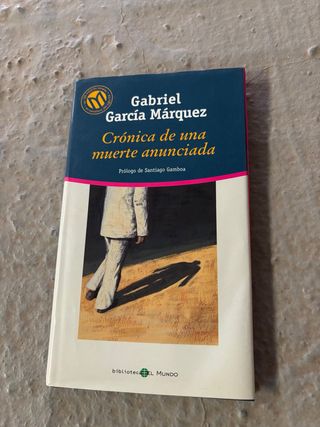 Gabriel
García Márquez
Crónica de una
muerte anunciada
Prólogo de Santiago Gamboa
biblioteca EL MUNDO